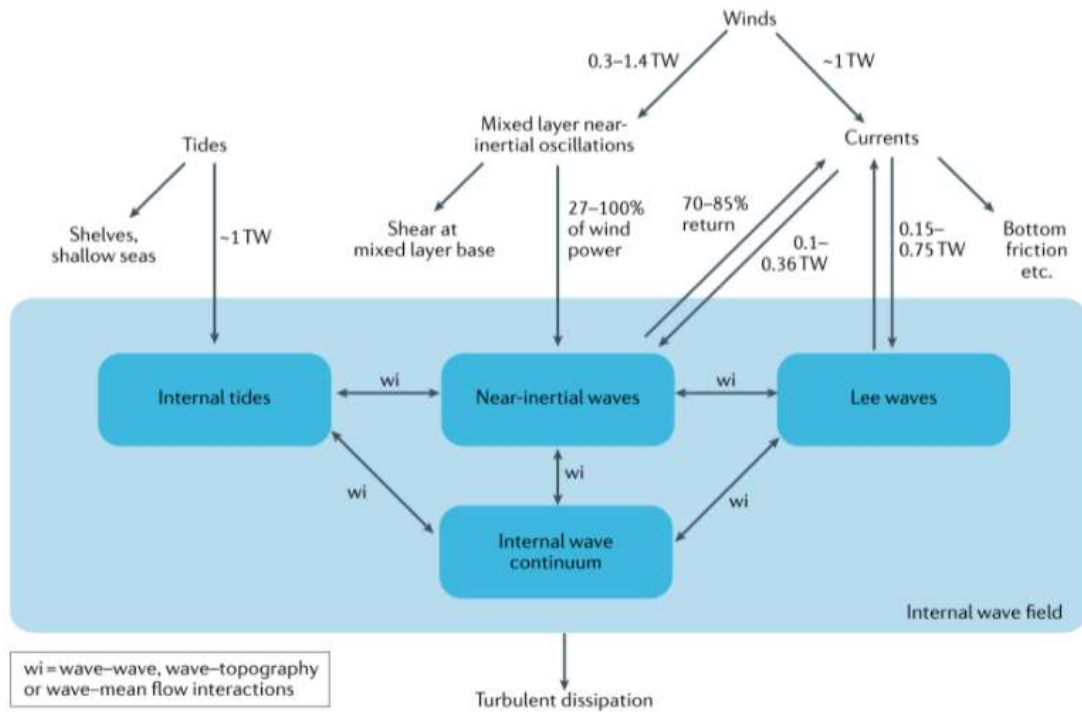 Winds
0.3–1.4 TW
~1 TW
Mixed layer near-
inertial oscillations
Tides
Currents
Shelves,
shallow seas
~1 TW
Shear at
mixed layer base
27–100%
of wind
power
70–85%
return
0.1–
0.36 TW
0.15–
0.75 TW
Bottom
friction
etc.
Internal tides
wi
Near-inertial waves
wi
Lee waves
wi
wi
wi
Internal wave
continuum
Internal wave field
wi = wave–wave, wave–topography
or wave–mean flow interactions
Turbulent dissipation